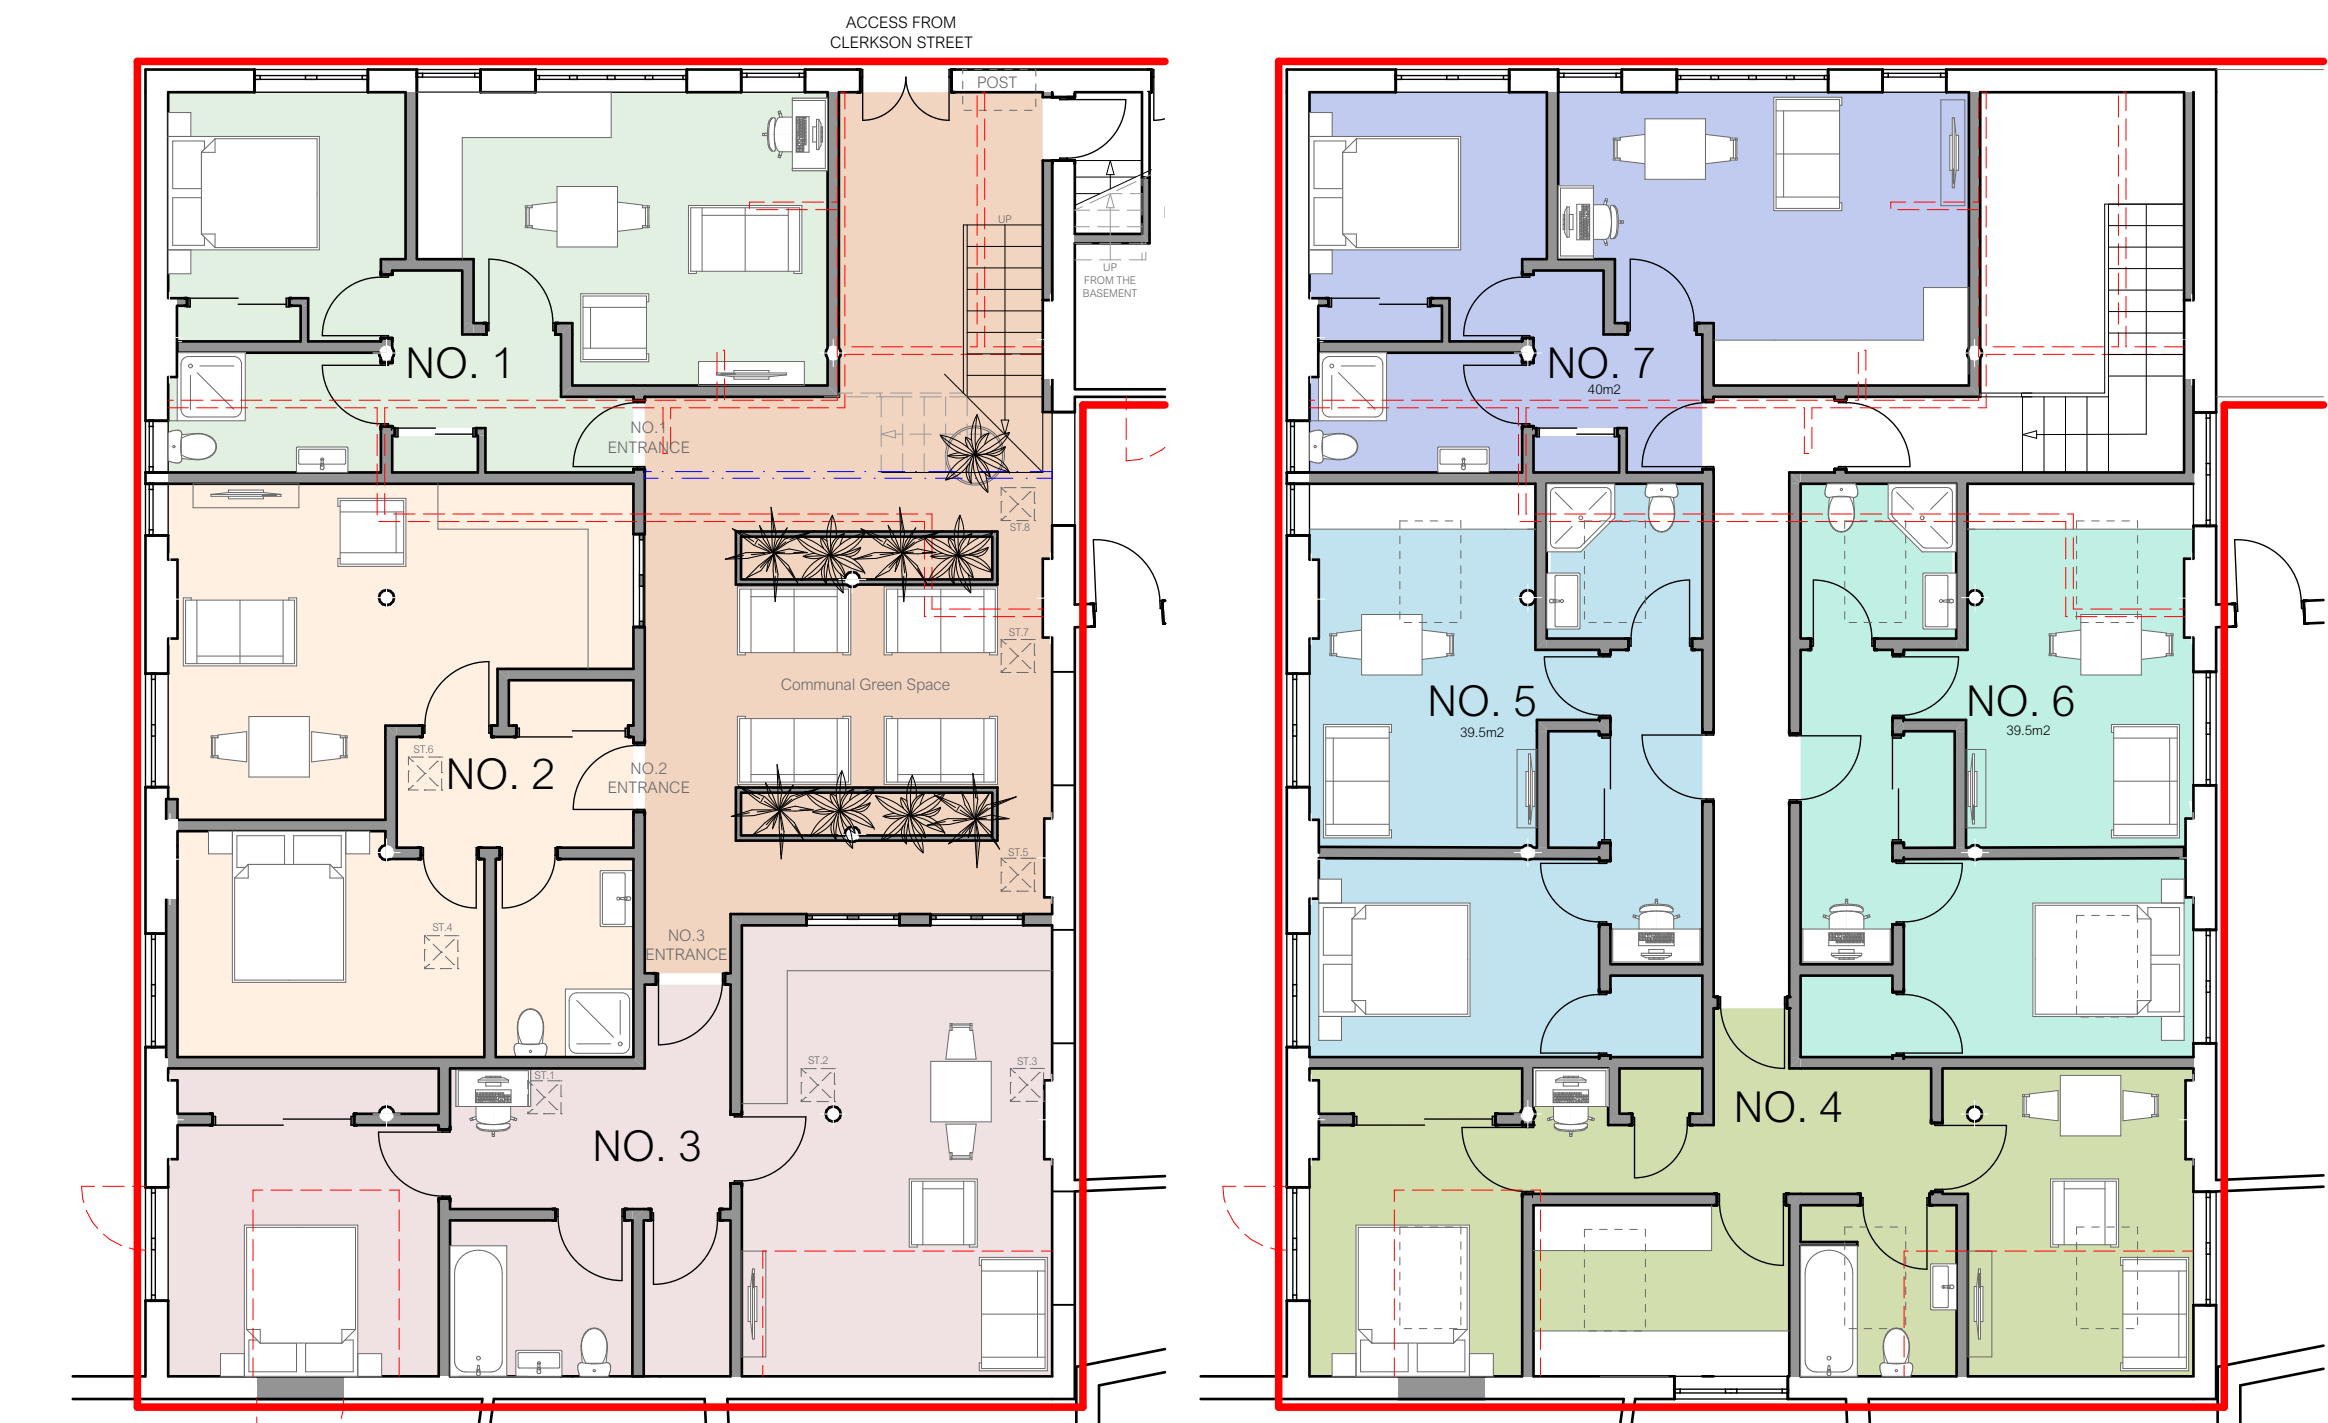 ACCESS FROM
CLERKSON STREET
POST
UP
UP
FROM THE
BASEMENT
NO. 1
NO.1
ENTRANCE
ST.8
ST.7
Communal Green Space
ST.6
NO. 2
NO.2
ENTRANCE
ST.5
ST.4
NO.3
ENTRANCE
ST.1
ST.2
ST.3
NO. 3
NO. 7
40m2
NO. 5
39.5m2
NO. 6
39.5m2
NO. 4